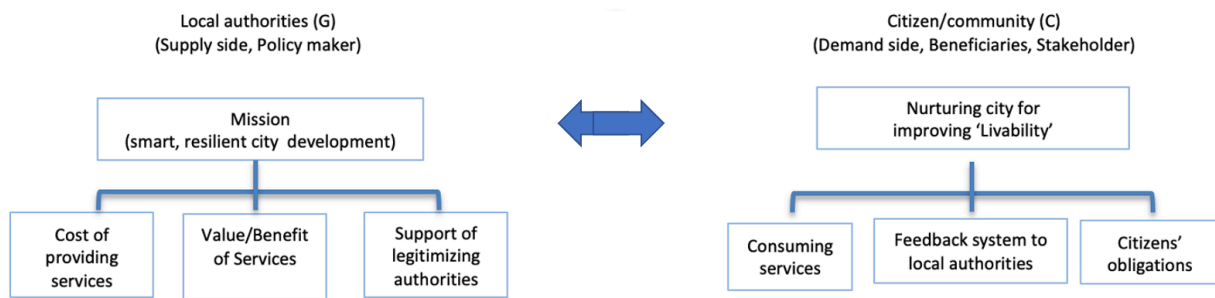 Local authorities (G)
(Supply side, Policy maker)
Mission
(smart, resilient city development)
Cost of
providing
services
Value/Benefit
of Services
Support of
legitimizing
authorities
Citizen/community (C)
(Demand side, Beneficiaries, Stakeholder)
Nurturing city for
improving ‘Livability’
Consuming
services
Feedback system to
local authorities
Citizens’
obligations